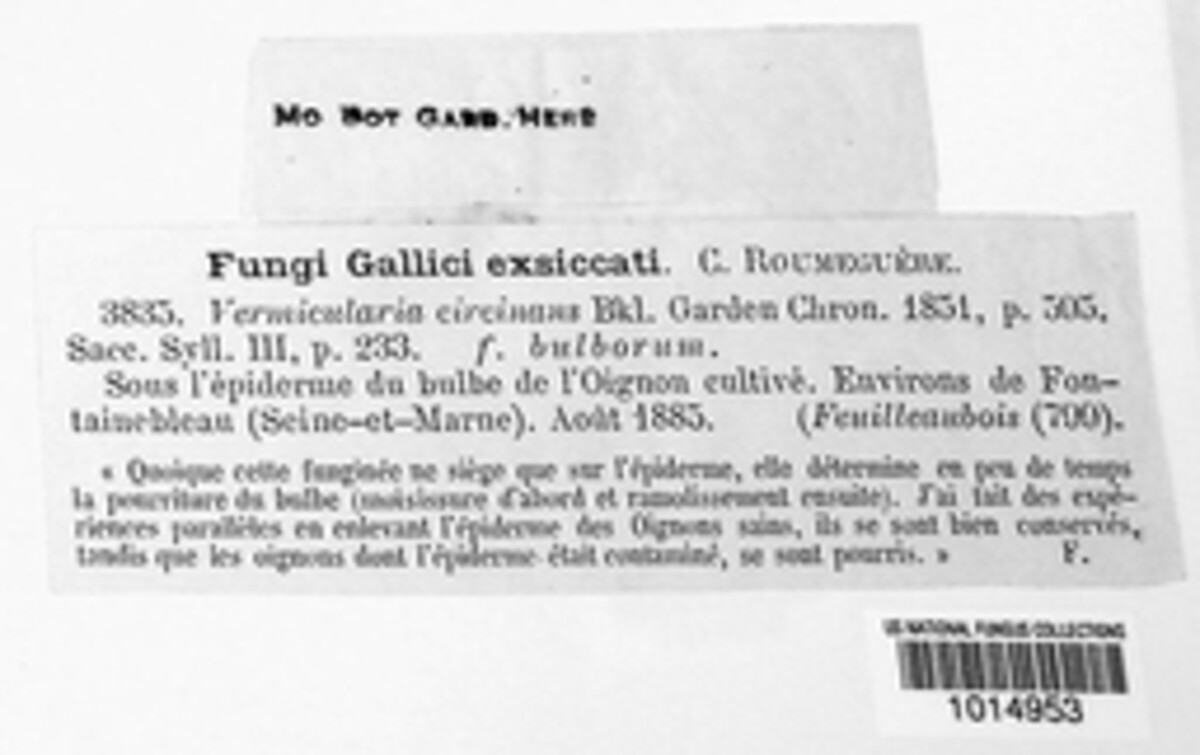 MO BOT GARD. HERB
Fungi Gallici exsiccati. C. ROUMEGUÈRE.
3835. Vermicularia circinans Bkl. Garden Chron. 1851, p. 505.
Sacc. Syll. III, p. 233. f. bulborum.
Sous l'épiderme du bulbe de l'Oignon cultivé. Environs de Fon-
tainebleau (Seine-et-Marne). Août 1885. (Feuilleaubois (790).
« Quoique cette funginée ne siège que sur l'épiderme, elle détermine en peu de temps
la pourriture du bulbe (moisissure d'abord et ramolissement ensuite). J'ai fait des expé-
riences parallèles en enlevant l'épiderme des Oignons sains, ils se sont bien conservés,
tandis que les oignons dont l'épiderme était contaminé, se sont pourris. » F.
US NATIONAL FUNGUS COLLECTIONS
1014953